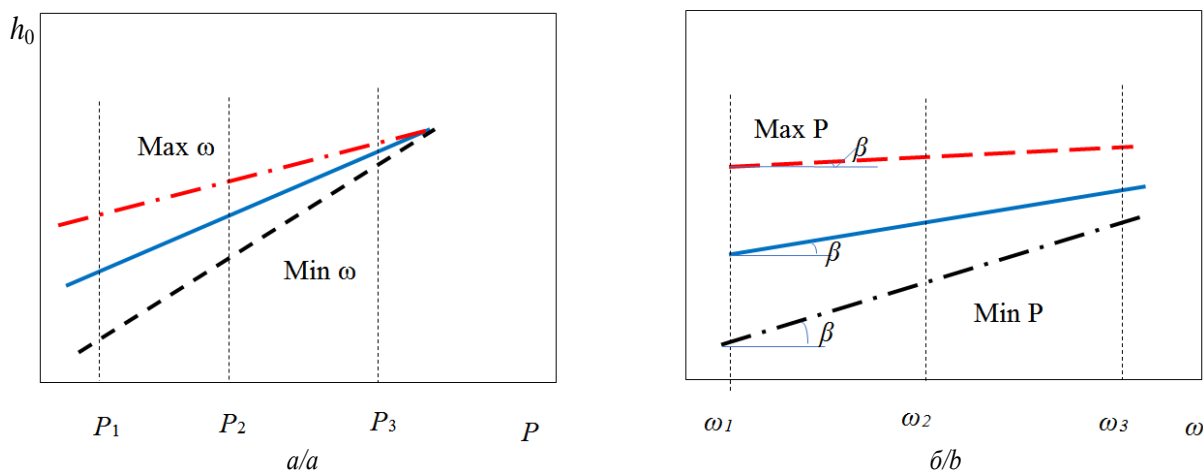 h₀
Max ω
Min ω
P₁ P₂ P₃ P
а/a
Max P
β
β
Min P
β
ω₁ ω₂ ω₃ ω
б/b